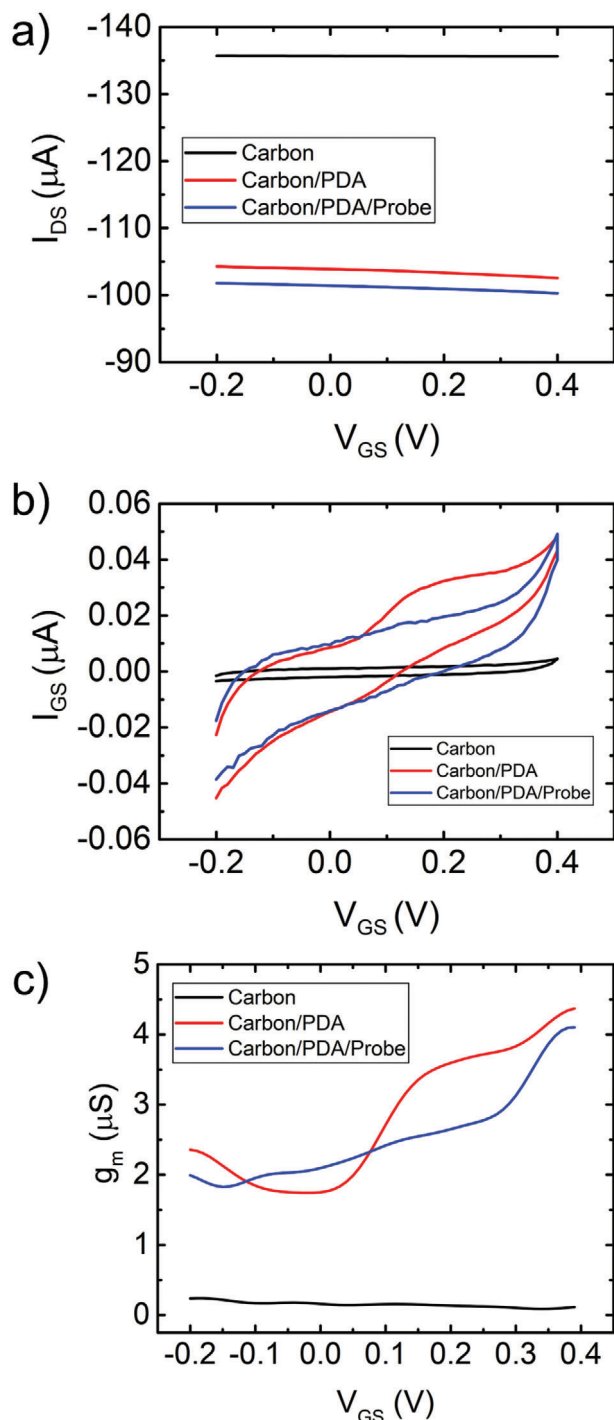 a)
-140
-130
-120
-110
-100
-90
I_DS (μA)
Carbon
Carbon/PDA
Carbon/PDA/Probe
-0.2 0.0 0.2 0.4
V_GS (V)
b)
0.06
0.04
0.02
0.00
-0.02
-0.04
-0.06
I_GS (μA)
Carbon
Carbon/PDA
Carbon/PDA/Probe
-0.2 0.0 0.2 0.4
V_GS (V)
c)
5
4
3
2
1
0
g_m (μS)
Carbon
Carbon/PDA
Carbon/PDA/Probe
-0.2 -0.1 0.0 0.1 0.2 0.3 0.4
V_GS (V)